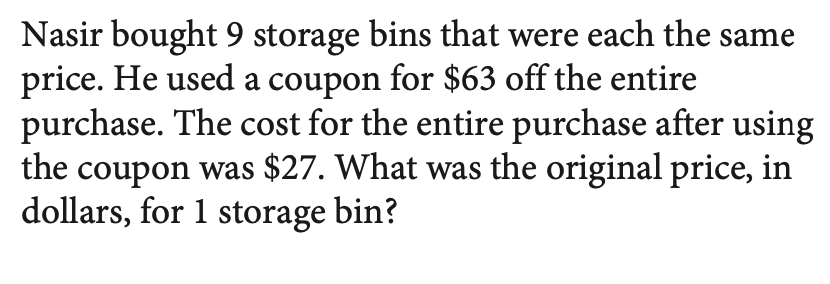 Nasir bought 9 storage bins that were each the same
price. He used a coupon for $63 off the entire
purchase. The cost for the entire purchase after using
the coupon was $27. What was the original price, in
dollars, for 1 storage bin?